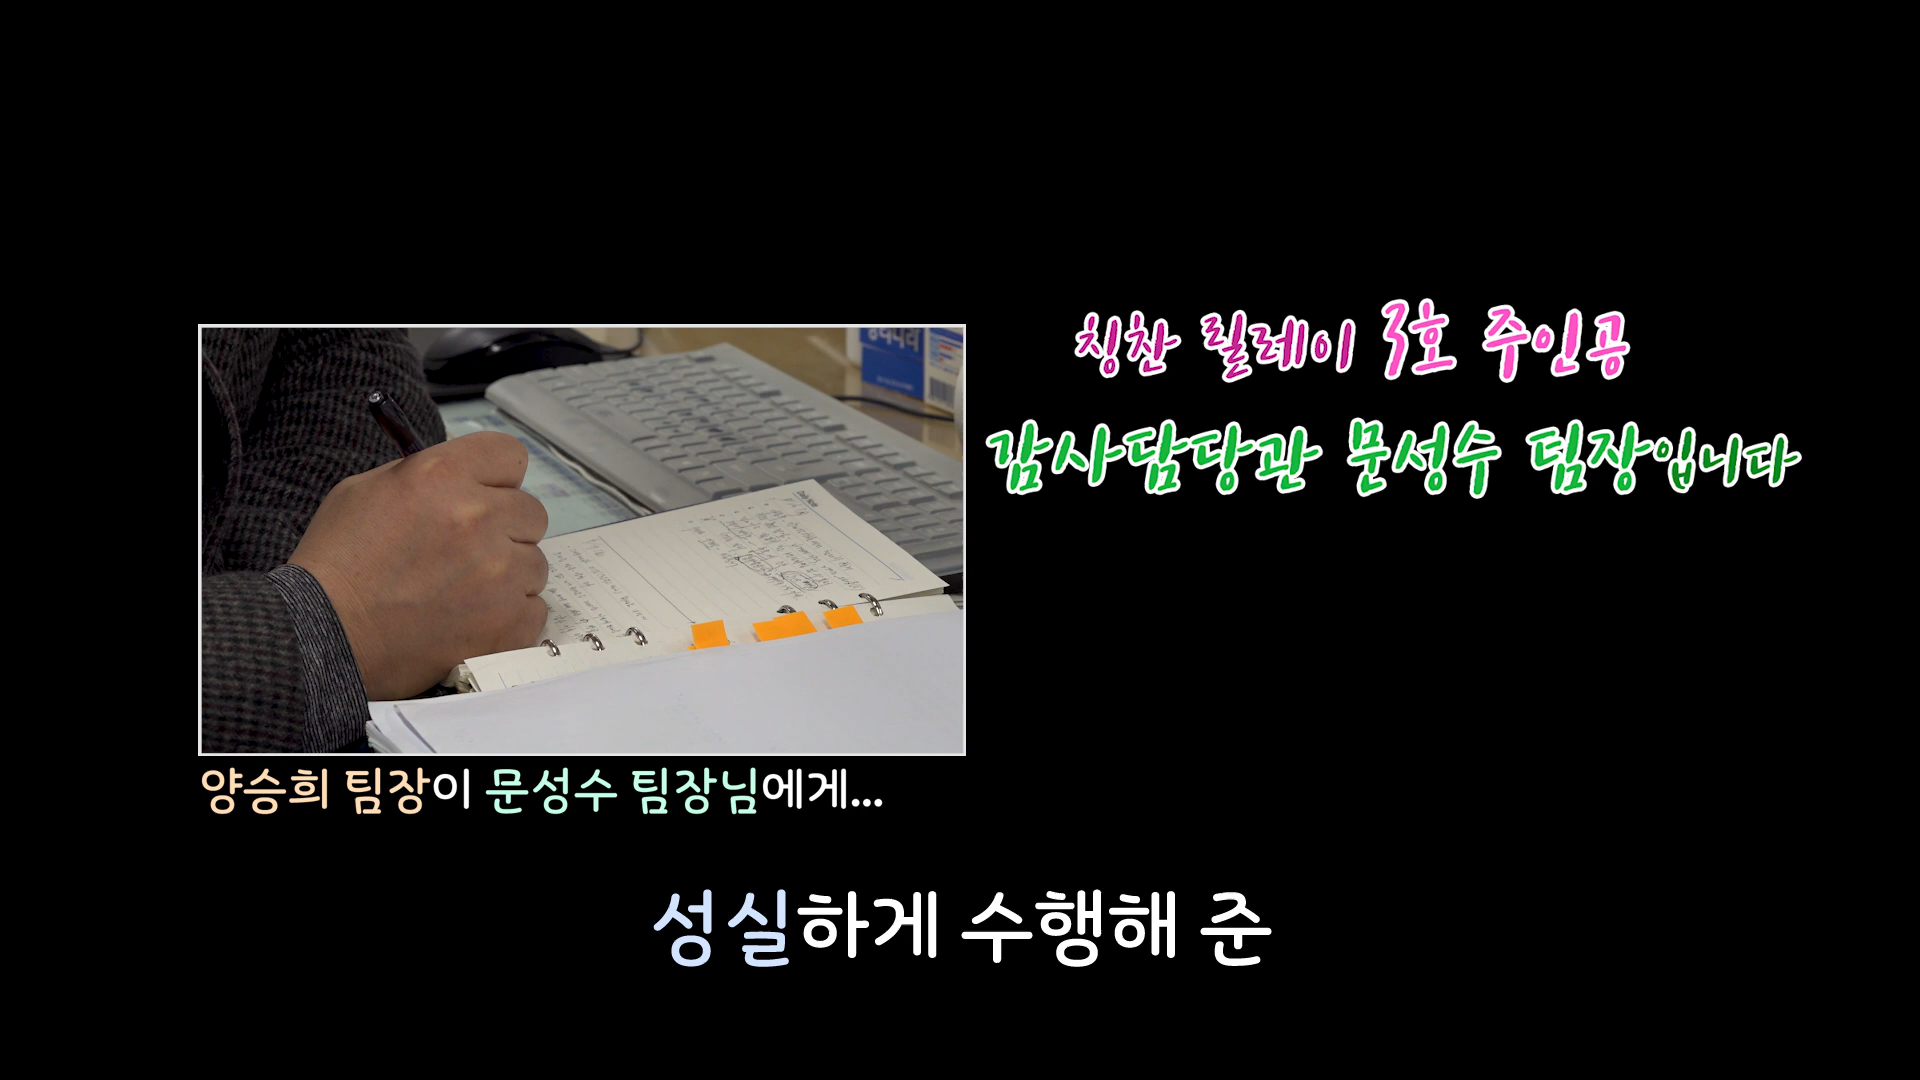 칭찬 릴레이 3호 주인공
감사담당관 문성수 팀장입니다
양승희 팀장이 문성수 팀장님에게...
성실하게 수행해 준